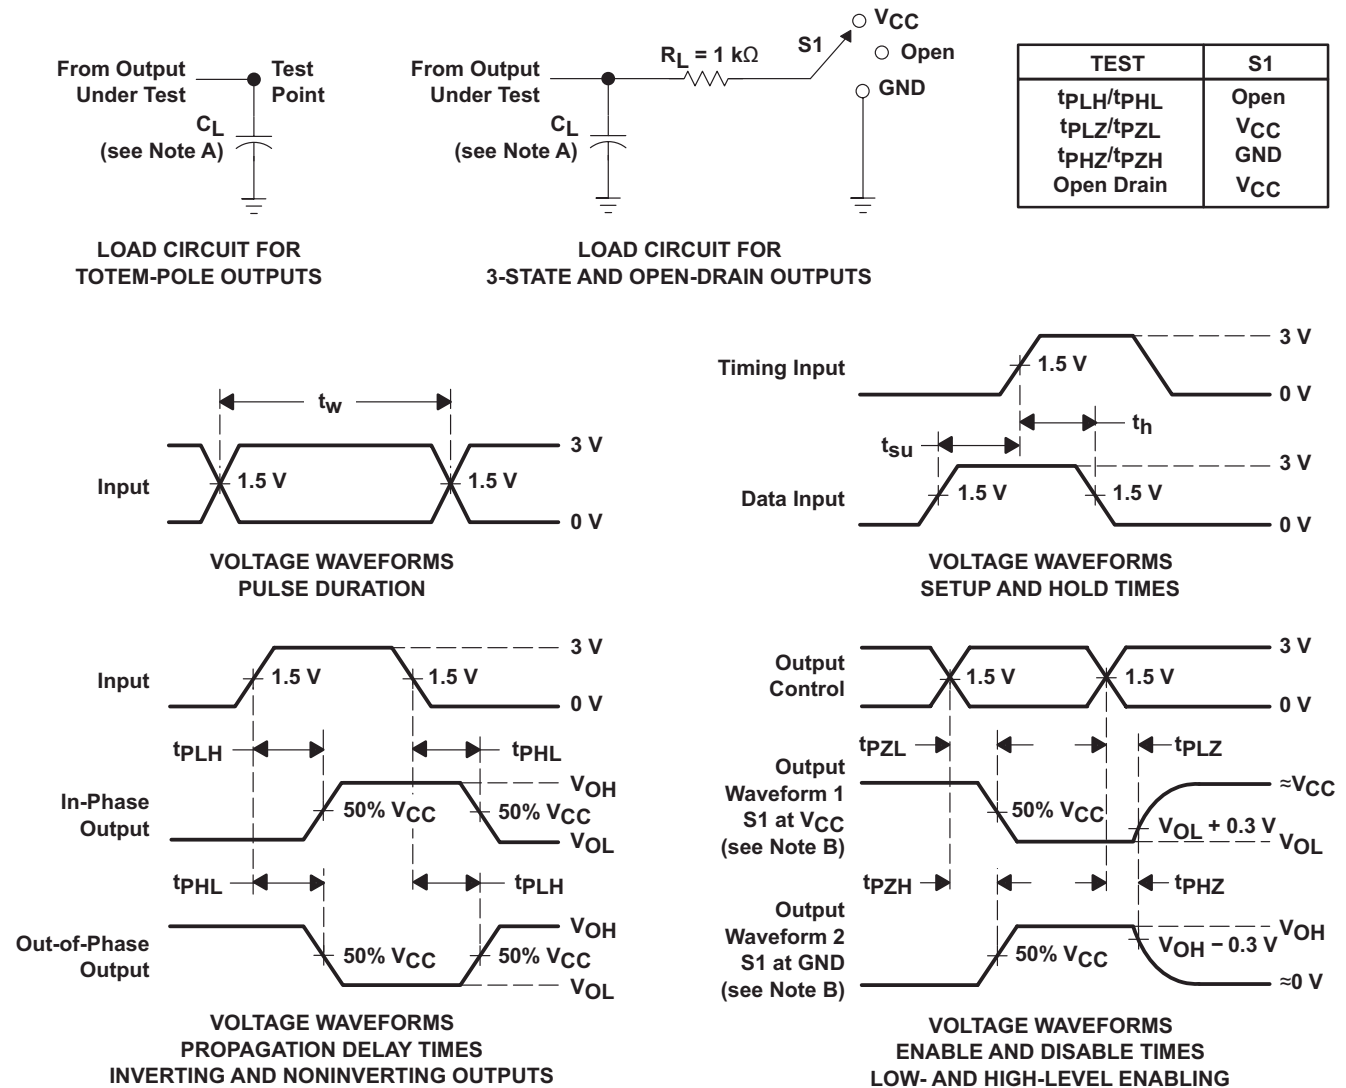 From Output
Under Test
Test
Point
CL
(see Note A)
LOAD CIRCUIT FOR
TOTEM-POLE OUTPUTS
From Output
Under Test
RL = 1 kΩ
S1
VCC
Open
GND
CL
(see Note A)
LOAD CIRCUIT FOR
3-STATE AND OPEN-DRAIN OUTPUTS
TEST S1
tPLH/tPHL Open
tPLZ/tPZL VCC
tPHZ/tPZH GND
Open Drain VCC
tw
Input
1.5 V
1.5 V
3 V
0 V
VOLTAGE WAVEFORMS
PULSE DURATION
Timing Input
1.5 V
3 V
0 V
tsu
th
Data Input
1.5 V
1.5 V
3 V
0 V
VOLTAGE WAVEFORMS
SETUP AND HOLD TIMES
Input
1.5 V
1.5 V
3 V
0 V
tPLH
tPHL
In-Phase
Output
50% VCC
50% VCC
VOH
VOL
tPHL
tPLH
Out-of-Phase
Output
50% VCC
50% VCC
VOH
VOL
VOLTAGE WAVEFORMS
PROPAGATION DELAY TIMES
INVERTING AND NONINVERTING OUTPUTS
Output
Control
1.5 V
1.5 V
3 V
0 V
tPZL
tPLZ
Output
Waveform 1
S1 at VCC
(see Note B)
50% VCC
VOL + 0.3 V
≈VCC
VOL
tPZH
tPHZ
Output
Waveform 2
S1 at GND
(see Note B)
50% VCC
VOH − 0.3 V
VOH
≈0 V
VOLTAGE WAVEFORMS
ENABLE AND DISABLE TIMES
LOW- AND HIGH-LEVEL ENABLING